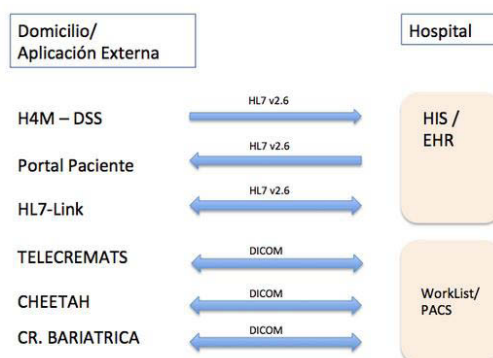 Domicilio/
Aplicación Externa
Hospital
H4M – DSS
HL7 v2.6
HIS /
EHR
Portal Paciente
HL7 v2.6
HL7-Link
HL7 v2.6
TELECREMATS
DICOM
CHEETAH
DICOM
WorkList/
PACS
CR. BARIATRICA
DICOM